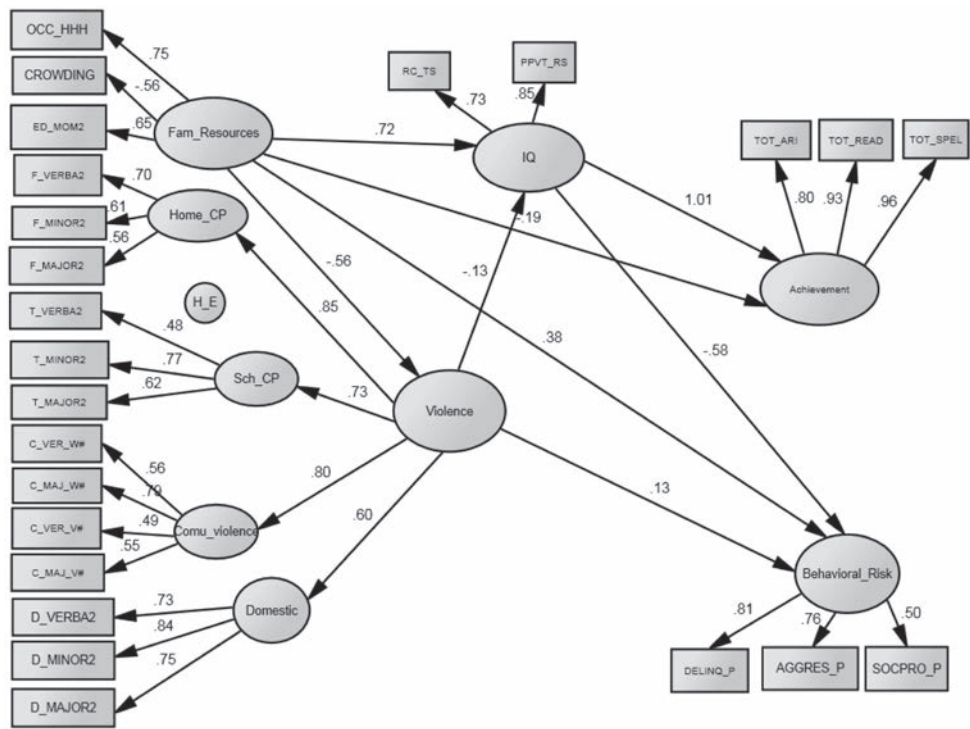 OCC_HHH
.75
CROWDING
-.56
ED_MOM2
.65
Fam_Resources
.72
RC_TS
.73
PPVT_RS
.85
IQ
TOT_ARI
TOT_READ
TOT_SPEL
.80
.93
.96
1.01
Achievement
-.19
F_VERBA2
.70
F_MINOR2
.61
F_MAJOR2
.56
Home_CP
-.56
.85
-.13
.38
-.58
H_E
T_VERBA2
.48
T_MINOR2
.77
T_MAJOR2
.62
Sch_CP
.73
Violence
C_VER_W#
.56
C_MAJ_W#
.79
C_VER_V#
.49
C_MAJ_V#
.55
Comu_violence
.80
.60
.13
Behavioral_Risk
D_VERBA2
.73
D_MINOR2
.84
D_MAJOR2
.75
Domestic
.81
.76
.50
DELINQ_P
AGGRES_P
SOCPRO_P